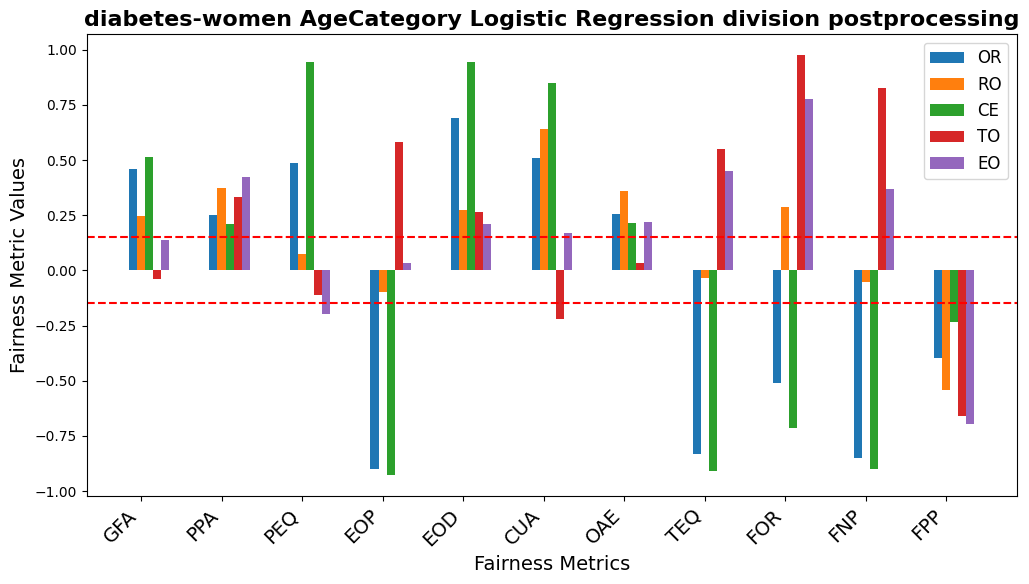 diabetes-women AgeCategory Logistic Regression division postprocessing
Fairness Metric Values
1.00
0.75
0.50
0.25
0.00
−0.25
−0.50
−0.75
−1.00
OR
RO
CE
TO
EO
GFA
PPA
PEQ
EOP
EOD
CUA
OAE
TEQ
FOR
FNP
FPP
Fairness Metrics